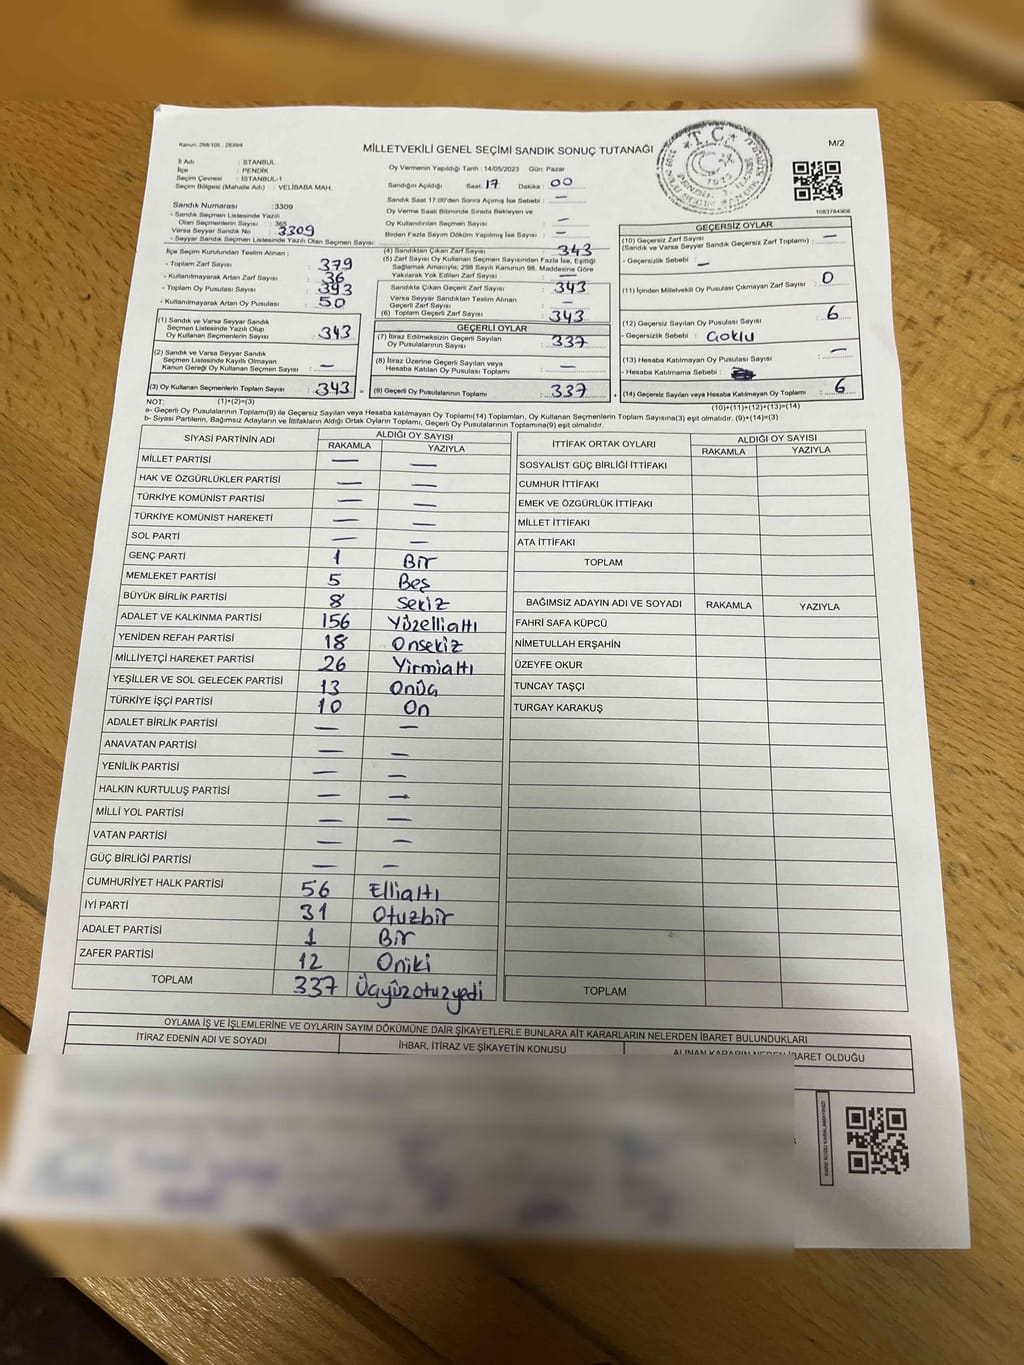 Kanun: 298/105 , 2839/4
MİLLETVEKİLİ GENEL SEÇİMİ SANDIK SONUÇ TUTANAĞI
M/2
T.C.
İl Adı : İSTANBUL
İlçe : PENDİK
Seçim Çevresi : İSTANBUL-1
Seçim Bölgesi (Mahalle Adı) : VELİBABA MAH.
Oy Vermenin Yapıldığı Tarih : 14/05/2023 Gün: Pazar
Sandığın Açıldığı Saat: 17 Dakika : 00
Sandık Saat 17.00'den Sonra Açılmış İse Sebebi : —
Oy Verme Saati Bitiminde Sırada Bekleyen ve
Oy Kullandırılan Seçmen Sayısı : —
Birden Fazla Sayım Döküm Yapılmış İse Sayısı : —
1083784906
Sandık Numarası : 3309
- Sandık Seçmen Listesinde Yazılı
Olan Seçmenlerin Sayısı : 365
Varsa Seyyar Sandık No : 3309
- Seyyar Sandık Seçmen Listesinde Yazılı Olan Seçmen Sayısı:
İlçe Seçim Kurulundan Teslim Alınan :
- Toplam Zarf Sayısı : 379
- Kullanılmayarak Artan Zarf Sayısı : 36
- Toplam Oy Pusulası Sayısı : 393
- Kullanılmayarak Artan Oy Pusulası : 50
(1) Sandık ve Varsa Seyyar Sandık
Seçmen Listesinde Yazılı Olup
Oy Kullanan Seçmenlerin Sayısı : 343
(2) Sandık ve Varsa Seyyar Sandık
Seçmen Listesinde Kayıtlı Olmayan
Kanun Gereği Oy Kullanan Seçmen Sayısı : —
(3) Oy Kullanan Seçmenlerin Toplam Sayısı : 343 =
(4) Sandıktan Çıkan Zarf Sayısı : 343
(5) Zarf Sayısı Oy Kullanan Seçmen Sayısından Fazla İse, Eşitliği
Sağlamak Amacıyla; 298 Sayılı Kanunun 98. Maddesine Göre
Yakılarak Yok Edilen Zarf Sayısı : —
Sandıkta Çıkan Geçerli Zarf Sayısı : 343
Varsa Seyyar Sandıktan Teslim Alınan
Geçerli Zarf Sayısı : —
(6) Toplam Geçerli Zarf Sayısı : 343
GEÇERLİ OYLAR
(7) İtiraz Edilmeksizin Geçerli Sayılan
Oy Pusulalarının Sayısı : 337
(8) İtiraz Üzerine Geçerli Sayılan veya
Hesaba Katılan Oy Pusulası Toplamı : —
(9) Geçerli Oy Pusulalarının Toplamı : 337 +
GEÇERSİZ OYLAR
(10) Geçersiz Zarf Sayısı : —
(Sandık ve Varsa Seyyar Sandık Geçersiz Zarf Toplamı)
- Geçersizlik Sebebi : —
(11) İçinden Milletvekili Oy Pusulası Çıkmayan Zarf Sayısı : 0
(12) Geçersiz Sayılan Oy Pusulası Sayısı : 6
- Geçersizlik Sebebi : Çoklu
(13) Hesaba Katılmayan Oy Pusulası Sayısı : —
- Hesaba Katılmama Sebebi :
(14) Geçersiz Sayılan veya Hesaba Katılmayan Oy Toplamı : 6
NOT: (1)+(2)=(3) (10)+(11)+(12)+(13)=(14)
a- Geçerli Oy Pusulalarının Toplamı(9) ile Geçersiz Sayılan veya Hesaba katılmayan Oy Toplamı(14) Toplamları, Oy Kullanan Seçmenlerin Toplam Sayısına(3) eşit olmalıdır. (9)+(14)=(3)
b- Siyasi Partilerin, Bağımsız Adayların ve İttifakların Aldığı Ortak Oyların Toplamı, Geçerli Oy Pusulalarının Toplamına(9) eşit olmalıdır.
SİYASİ PARTİNİN ADI ALDIĞI OY SAYISI
RAKAMLA YAZIYLA
MİLLET PARTİSİ — —
HAK VE ÖZGÜRLÜKLER PARTİSİ — —
TÜRKİYE KOMÜNİST PARTİSİ — —
TÜRKİYE KOMÜNİST HAREKETİ — —
SOL PARTİ — —
GENÇ PARTİ 1 Bir
MEMLEKET PARTİSİ 5 Beş
BÜYÜK BİRLİK PARTİSİ 8 Sekiz
ADALET VE KALKINMA PARTİSİ 156 Yüzellialtı
YENİDEN REFAH PARTİSİ 18 Onsekiz
MİLLİYETÇİ HAREKET PARTİSİ 26 Yirmialtı
YEŞİLLER VE SOL GELECEK PARTİSİ 13 Onüç
TÜRKİYE İŞÇİ PARTİSİ 10 On
ADALET BİRLİK PARTİSİ — —
ANAVATAN PARTİSİ — —
YENİLİK PARTİSİ — —
HALKIN KURTULUŞ PARTİSİ — —
MİLLİ YOL PARTİSİ — —
VATAN PARTİSİ — —
GÜÇ BİRLİĞİ PARTİSİ — —
CUMHURİYET HALK PARTİSİ 56 Ellialtı
İYİ PARTİ 31 Otuzbir
ADALET PARTİSİ 1 Bir
ZAFER PARTİSİ 12 Oniki
TOPLAM 337 Üçyüzotuzyedi
İTTİFAK ORTAK OYLARI ALDIĞI OY SAYISI
RAKAMLA YAZIYLA
SOSYALİST GÜÇ BİRLİĞİ İTTİFAKI
CUMHUR İTTİFAKI
EMEK VE ÖZGÜRLÜK İTTİFAKI
MİLLET İTTİFAKI
ATA İTTİFAKI
TOPLAM
BAĞIMSIZ ADAYIN ADI VE SOYADI RAKAMLA YAZIYLA
FAHRİ SAFA KÜPCÜ
NİMETULLAH ERŞAHİN
ÜZEYFE OKUR
TUNCAY TAŞÇI
TURGAY KARAKUŞ
TOPLAM
OYLAMA İŞ VE İŞLEMLERİNE VE OYLARIN SAYIM DÖKÜMÜNE DAİR ŞİKAYETLERLE BUNLARA AİT KARARLARIN NELERDEN İBARET BULUNDUKLARI
İTİRAZ EDENİN ADI VE SOYADI İHBAR, İTİRAZ VE ŞİKAYETİN KONUSU ALINAN KARARIN NEDEN İBARET OLDUĞU
KARE KODU KARALAMAYINIZ!